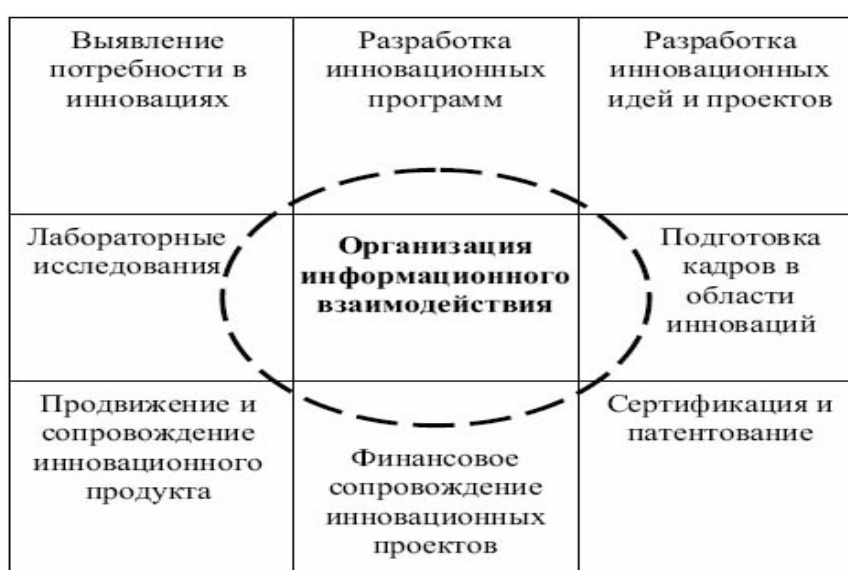 Выявление
потребности в
инновациях
Разработка
инновационных
программ
Разработка
инновационных
идей и проектов
Лабораторные
исследования
Организация
информационного
взаимодействия
Подготовка
кадров в
области
инноваций
Продвижение и
сопровождение
инновационного
продукта
Финансовое
сопровождение
инновационных
проектов
Сертификация и
патентование